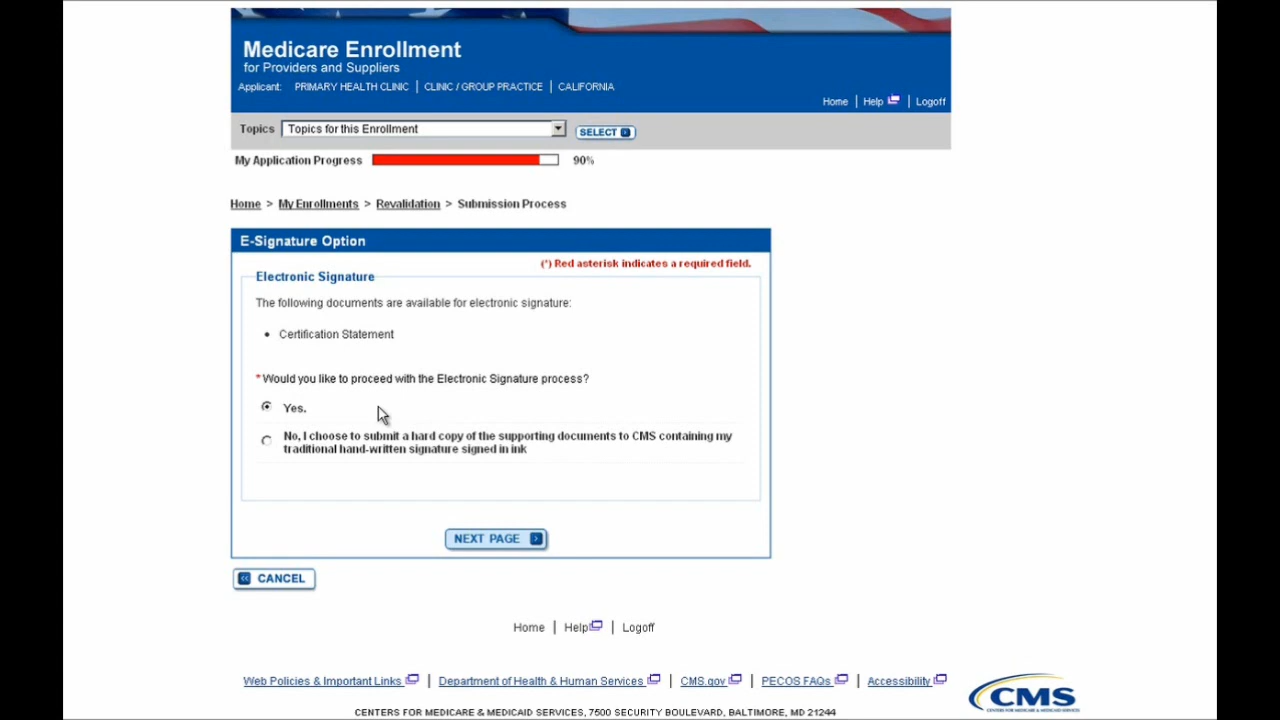 Medicare Enrollment
for Providers and Suppliers
Applicant: PRIMARY HEALTH CLINIC | CLINIC / GROUP PRACTICE | CALIFORNIA
Home | Help | Logoff
Topics Topics for this Enrollment SELECT
My Application Progress 90%
Home > My Enrollments > Revalidation > Submission Process
E-Signature Option
(*) Red asterisk indicates a required field.
Electronic Signature
The following documents are available for electronic signature:
• Certification Statement
*Would you like to proceed with the Electronic Signature process?
Yes.
No, I choose to submit a hard copy of the supporting documents to CMS containing my
traditional hand-written signature signed in ink
NEXT PAGE
CANCEL
Home | Help | Logoff
Web Policies & Important Links | Department of Health & Human Services | CMS.gov | PECOS FAQs | Accessibility
CMS
CENTERS FOR MEDICARE & MEDICAID SERVICES
CENTERS FOR MEDICARE & MEDICAID SERVICES, 7500 SECURITY BOULEVARD, BALTIMORE, MD 21244